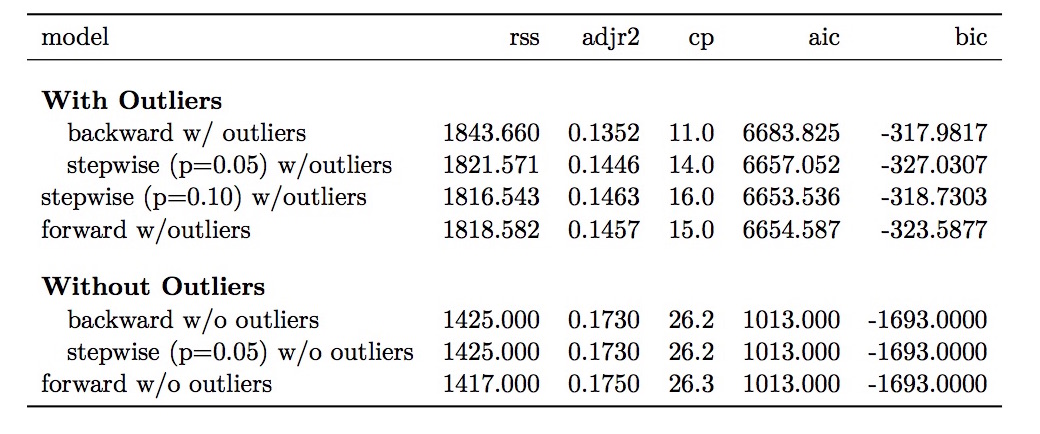 model rss adjr2 cp aic bic
With Outliers
backward w/ outliers 1843.660 0.1352 11.0 6683.825 -317.9817
stepwise (p=0.05) w/outliers 1821.571 0.1446 14.0 6657.052 -327.0307
stepwise (p=0.10) w/outliers 1816.543 0.1463 16.0 6653.536 -318.7303
forward w/outliers 1818.582 0.1457 15.0 6654.587 -323.5877
Without Outliers
backward w/o outliers 1425.000 0.1730 26.2 1013.000 -1693.0000
stepwise (p=0.05) w/o outliers 1425.000 0.1730 26.2 1013.000 -1693.0000
forward w/o outliers 1417.000 0.1750 26.3 1013.000 -1693.0000